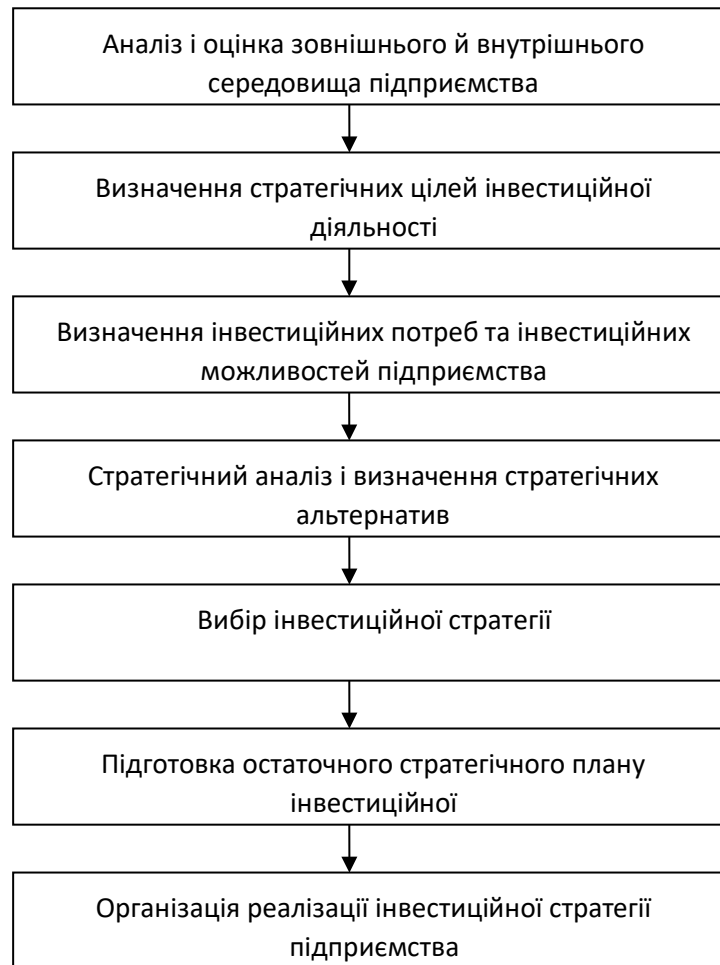 Аналіз і оцінка зовнішнього й внутрішнього
середовища підприємства
Визначення стратегічних цілей інвестиційної
діяльності
Визначення інвестиційних потреб та інвестиційних
можливостей підприємства
Стратегічний аналіз і визначення стратегічних
альтернатив
Вибір інвестиційної стратегії
Підготовка остаточного стратегічного плану
інвестиційної
Організація реалізації інвестиційної стратегії
підприємства